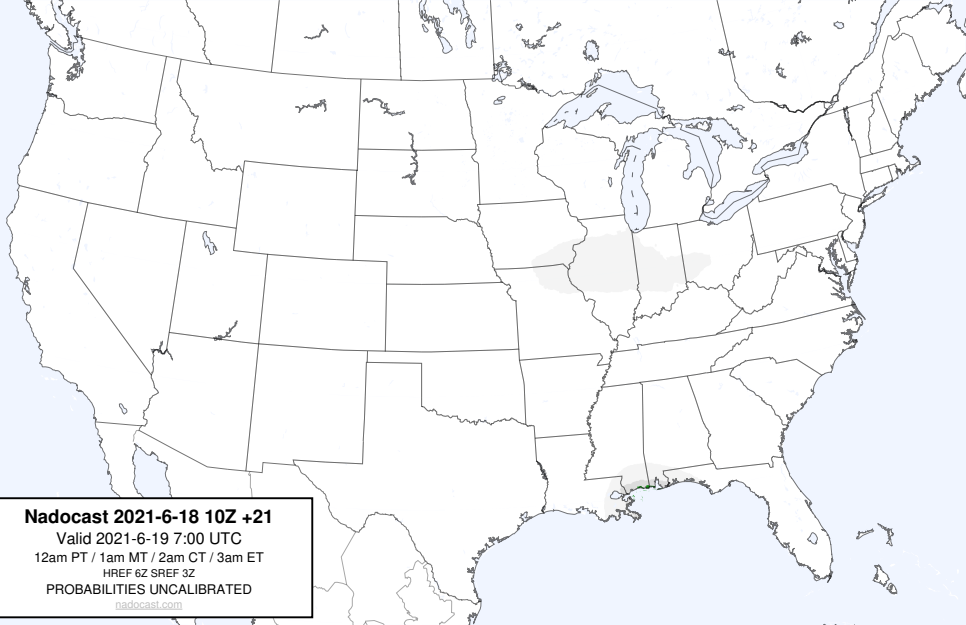 Nadocast 2021-6-18 10Z +21
Valid 2021-6-19 7:00 UTC
12am PT / 1am MT / 2am CT / 3am ET
HREF 6Z SREF 3Z
PROBABILITIES UNCALIBRATED
nadocast.com